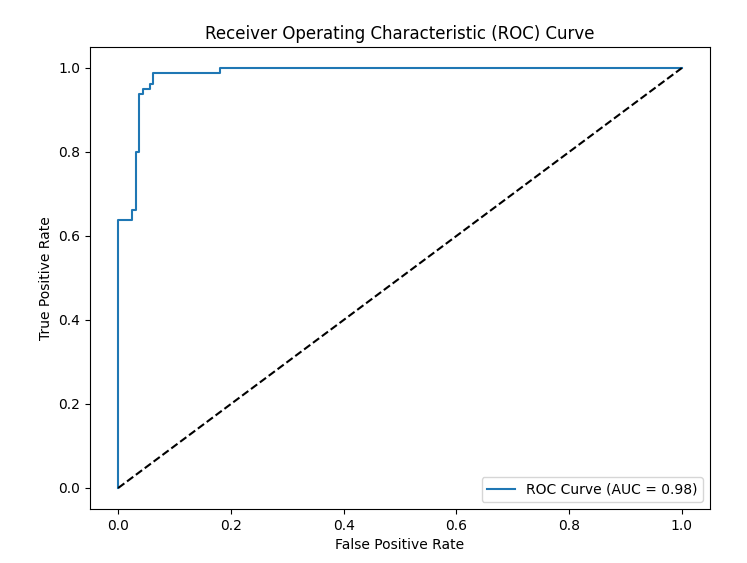 Receiver Operating Characteristic (ROC) Curve
True Positive Rate
1.0
0.8
0.6
0.4
0.2
0.0
ROC Curve (AUC = 0.98)
0.0 0.2 0.4 0.6 0.8 1.0
False Positive Rate